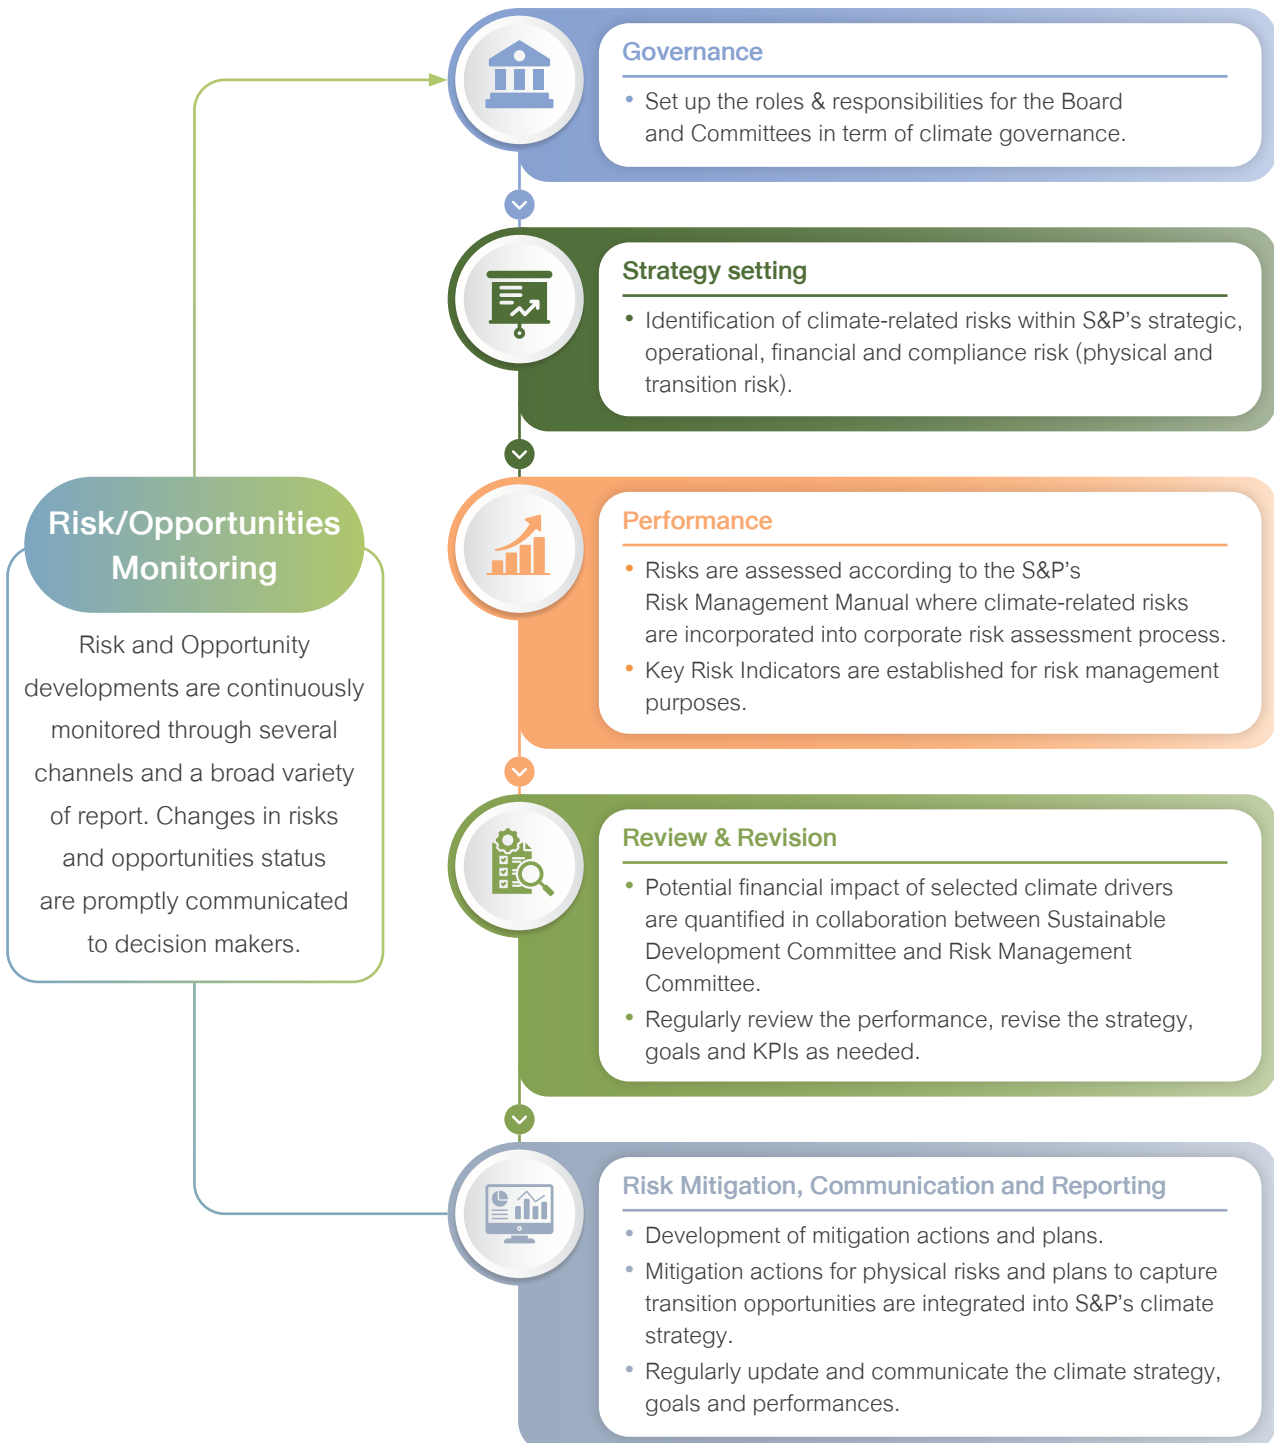 Governance
• Set up the roles & responsibilities for the Board
and Committees in term of climate governance.
Strategy setting
• Identification of climate-related risks within S&P's strategic,
operational, financial and compliance risk (physical and
transition risk).
Risk/Opportunities
Monitoring
Risk and Opportunity
developments are continuously
monitored through several
channels and a broad variety
of report. Changes in risks
and opportunities status
are promptly communicated
to decision makers.
Performance
• Risks are assessed according to the S&P's
Risk Management Manual where climate-related risks
are incorporated into corporate risk assessment process.
• Key Risk Indicators are established for risk management
purposes.
Review & Revision
• Potential financial impact of selected climate drivers
are quantified in collaboration between Sustainable
Development Committee and Risk Management
Committee.
• Regularly review the performance, revise the strategy,
goals and KPIs as needed.
Risk Mitigation, Communication and Reporting
• Development of mitigation actions and plans.
• Mitigation actions for physical risks and plans to capture
transition opportunities are integrated into S&P's climate
strategy.
• Regularly update and communicate the climate strategy,
goals and performances.